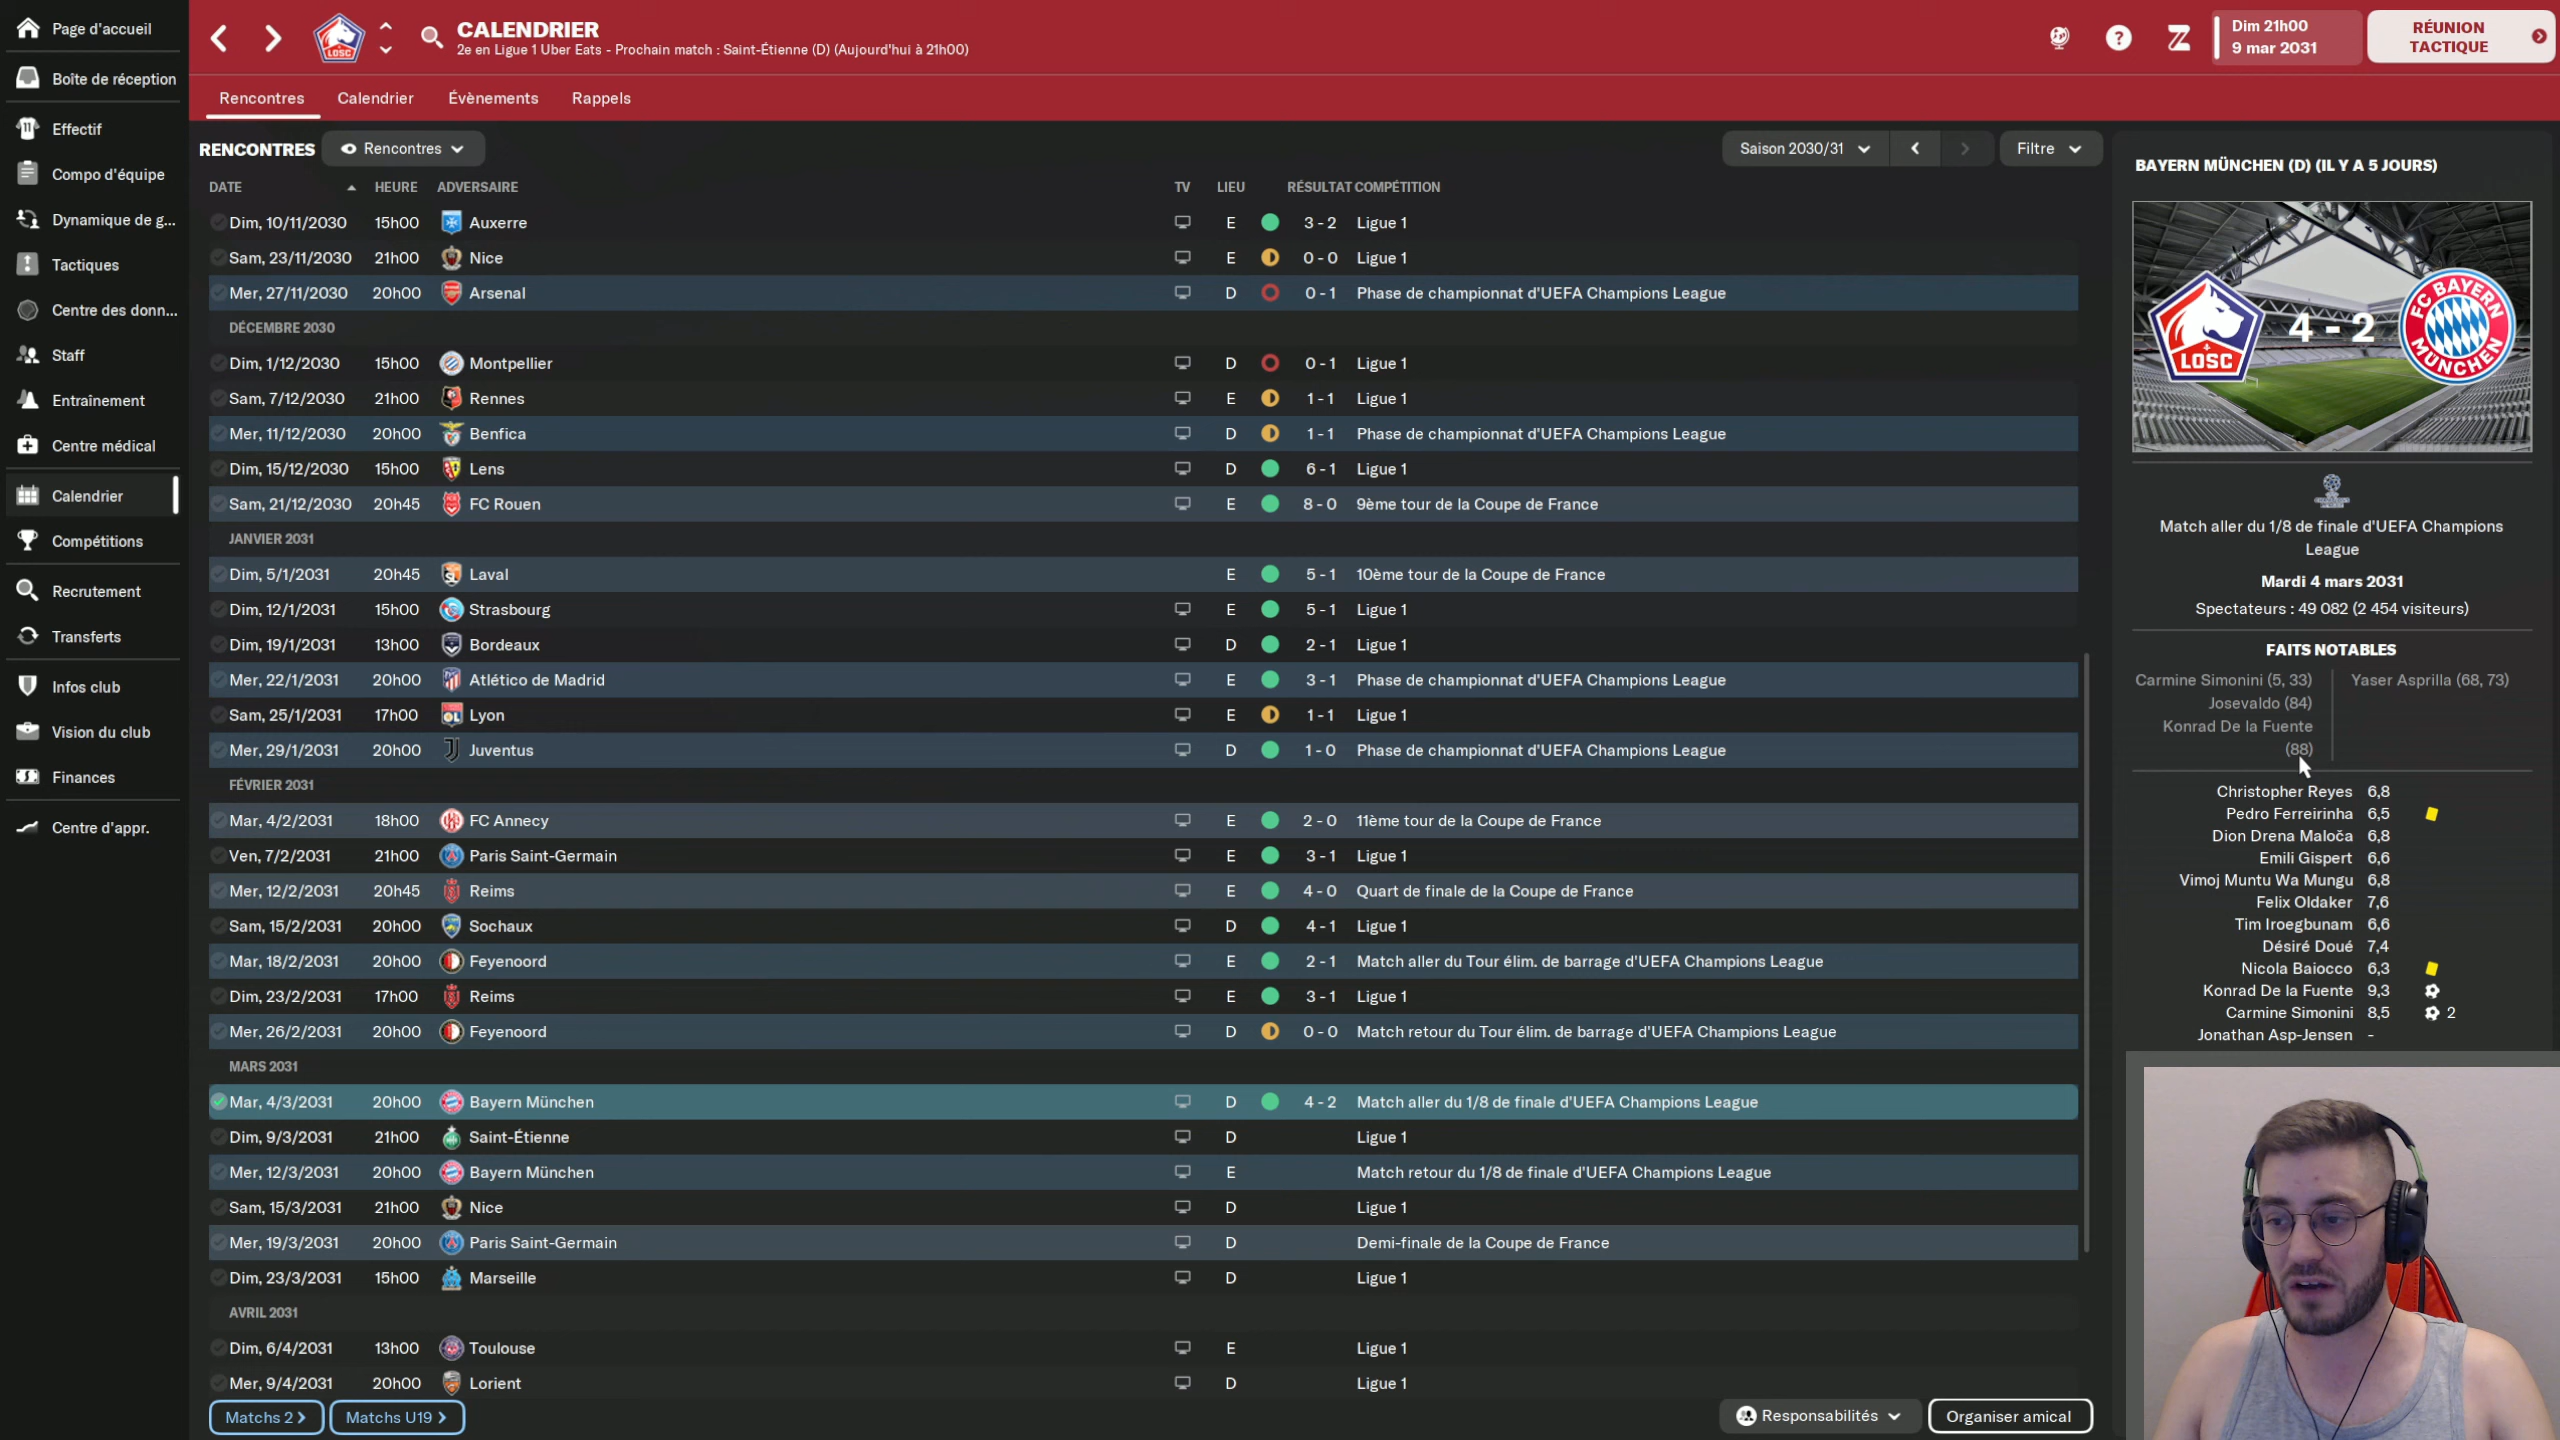 Page d'accueil
Boîte de réception
Effectif
Compo d'équipe
Dynamique de g...
Tactiques
Centre des donn...
Staff
Entraînement
Centre médical
Calendrier
Compétitions
Recrutement
Transferts
Infos club
Vision du club
Finances
Centre d'appr.
LOSC
CALENDRIER
2e en Ligue 1 Uber Eats - Prochain match : Saint-Étienne (D) (Aujourd'hui à 21h00)
Dim 21h00
9 mar 2031
RÉUNION
TACTIQUE
Rencontres Calendrier Évènements Rappels
RENCONTRES Rencontres Saison 2030/31 Filtre
DATE HEURE ADVERSAIRE TV LIEU RÉSULTAT COMPÉTITION
Dim, 10/11/2030 15h00 Auxerre E 3 - 2 Ligue 1
Sam, 23/11/2030 21h00 Nice E 0 - 0 Ligue 1
Mer, 27/11/2030 20h00 Arsenal D 0 - 1 Phase de championnat d'UEFA Champions League
DÉCEMBRE 2030
Dim, 1/12/2030 15h00 Montpellier D 0 - 1 Ligue 1
Sam, 7/12/2030 21h00 Rennes E 1 - 1 Ligue 1
Mer, 11/12/2030 20h00 Benfica D 1 - 1 Phase de championnat d'UEFA Champions League
Dim, 15/12/2030 15h00 Lens D 6 - 1 Ligue 1
Sam, 21/12/2030 20h45 FC Rouen E 8 - 0 9ème tour de la Coupe de France
JANVIER 2031
Dim, 5/1/2031 20h45 Laval E 5 - 1 10ème tour de la Coupe de France
Dim, 12/1/2031 15h00 Strasbourg E 5 - 1 Ligue 1
Dim, 19/1/2031 13h00 Bordeaux D 2 - 1 Ligue 1
Mer, 22/1/2031 20h00 Atlético de Madrid E 3 - 1 Phase de championnat d'UEFA Champions League
Sam, 25/1/2031 17h00 Lyon E 1 - 1 Ligue 1
Mer, 29/1/2031 20h00 Juventus D 1 - 0 Phase de championnat d'UEFA Champions League
FÉVRIER 2031
Mar, 4/2/2031 18h00 FC Annecy E 2 - 0 11ème tour de la Coupe de France
Ven, 7/2/2031 21h00 Paris Saint-Germain E 3 - 1 Ligue 1
Mer, 12/2/2031 20h45 Reims E 4 - 0 Quart de finale de la Coupe de France
Sam, 15/2/2031 20h00 Sochaux D 4 - 1 Ligue 1
Mar, 18/2/2031 20h00 Feyenoord E 2 - 1 Match aller du Tour élim. de barrage d'UEFA Champions League
Dim, 23/2/2031 17h00 Reims E 3 - 1 Ligue 1
Mer, 26/2/2031 20h00 Feyenoord D 0 - 0 Match retour du Tour élim. de barrage d'UEFA Champions League
MARS 2031
Mar, 4/3/2031 20h00 Bayern München D 4 - 2 Match aller du 1/8 de finale d'UEFA Champions League
Dim, 9/3/2031 21h00 Saint-Étienne D Ligue 1
Mer, 12/3/2031 20h00 Bayern München E Match retour du 1/8 de finale d'UEFA Champions League
Sam, 15/3/2031 21h00 Nice D Ligue 1
Mer, 19/3/2031 20h00 Paris Saint-Germain D Demi-finale de la Coupe de France
Dim, 23/3/2031 15h00 Marseille D Ligue 1
AVRIL 2031
Dim, 6/4/2031 13h00 Toulouse E Ligue 1
Mer, 9/4/2031 20h00 Lorient D Ligue 1
Matchs 2 Matchs U19 Responsabilités Organiser amical
BAYERN MÜNCHEN (D) (IL Y A 5 JOURS)
LOSC 4 - 2 FC BAYERN MÜNCHEN
Match aller du 1/8 de finale d'UEFA Champions
League
Mardi 4 mars 2031
Spectateurs : 49 082 (2 454 visiteurs)
FAITS NOTABLES
Carmine Simonini (5, 33) Yaser Asprilla (68, 73)
Josevaldo (84)
Konrad De la Fuente
(88)
Christopher Reyes 6,8
Pedro Ferreirinha 6,5
Dion Drena Maloča 6,8
Emili Gispert 6,6
Vimoj Muntu Wa Mungu 6,8
Felix Oldaker 7,6
Tim Iroegbunam 6,6
Désiré Doué 7,4
Nicola Baiocco 6,3
Konrad De la Fuente 9,3
Carmine Simonini 8,5 2
Jonathan Asp-Jensen -